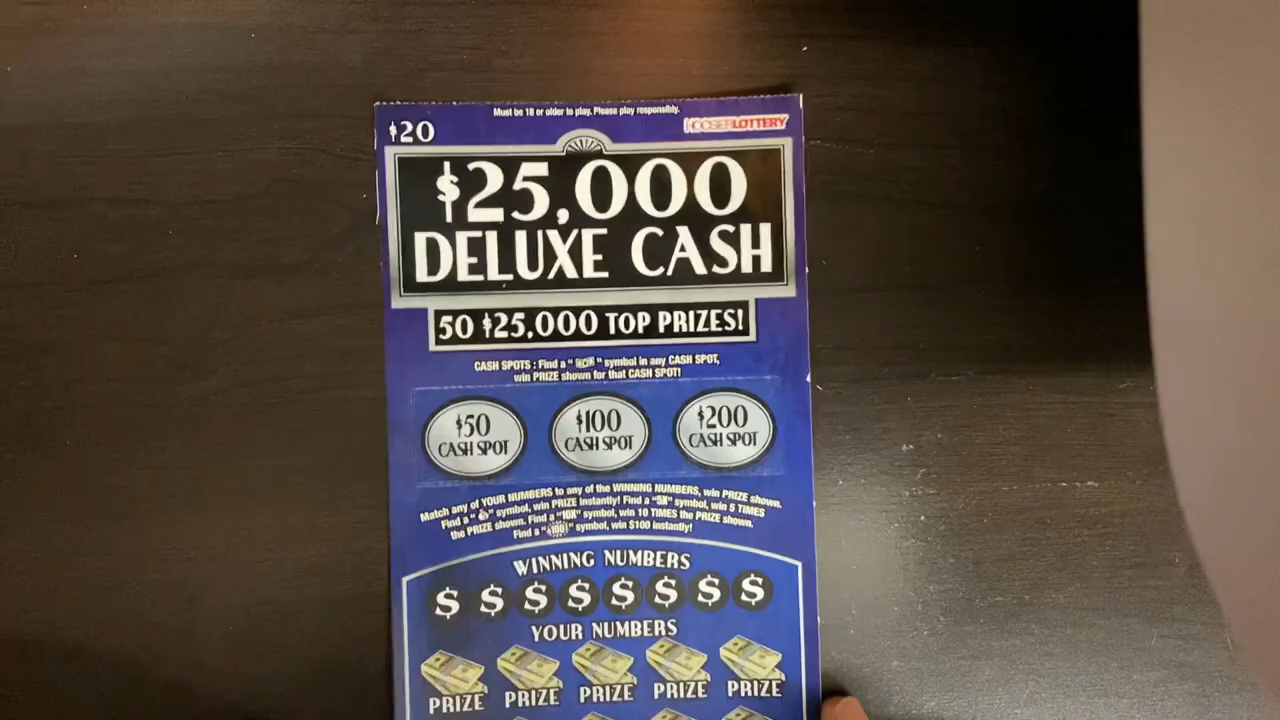 Must be 18 or older to play. Please play responsibly.
$20
HOOSIER LOTTERY
$25,000
DELUXE CASH
50 $25,000 TOP PRIZES!
CASH SPOTS : Find a " " symbol in any CASH SPOT,
win PRIZE shown for that CASH SPOT!
$50
CASH SPOT
$100
CASH SPOT
$200
CASH SPOT
Match any of YOUR NUMBERS to any of the WINNING NUMBERS, win PRIZE shown.
Find a " " symbol, win PRIZE instantly! Find a "5X" symbol, win 5 TIMES
the PRIZE shown. Find a "10X" symbol, win 10 TIMES the PRIZE shown.
Find a "$100" symbol, win $100 instantly!
WINNING NUMBERS
$ $ $ $ $ $ $ $
YOUR NUMBERS
PRIZE PRIZE PRIZE PRIZE PRIZE